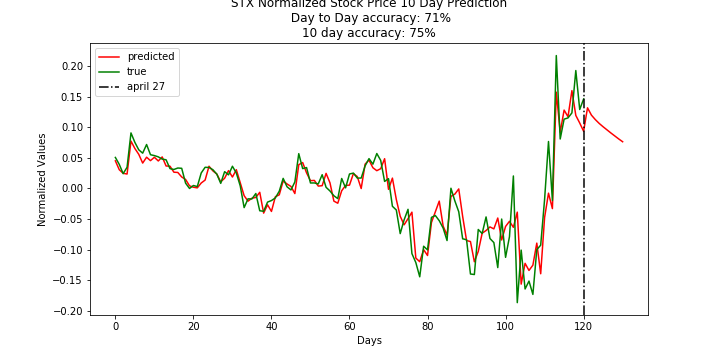 STX Normalized Stock Price 10 Day Prediction
Day to Day accuracy: 71%
10 day accuracy: 75%
predicted
true
april 27
0.20
0.15
0.10
0.05
0.00
−0.05
−0.10
−0.15
−0.20
Normalized Values
0 20 40 60 80 100 120
Days